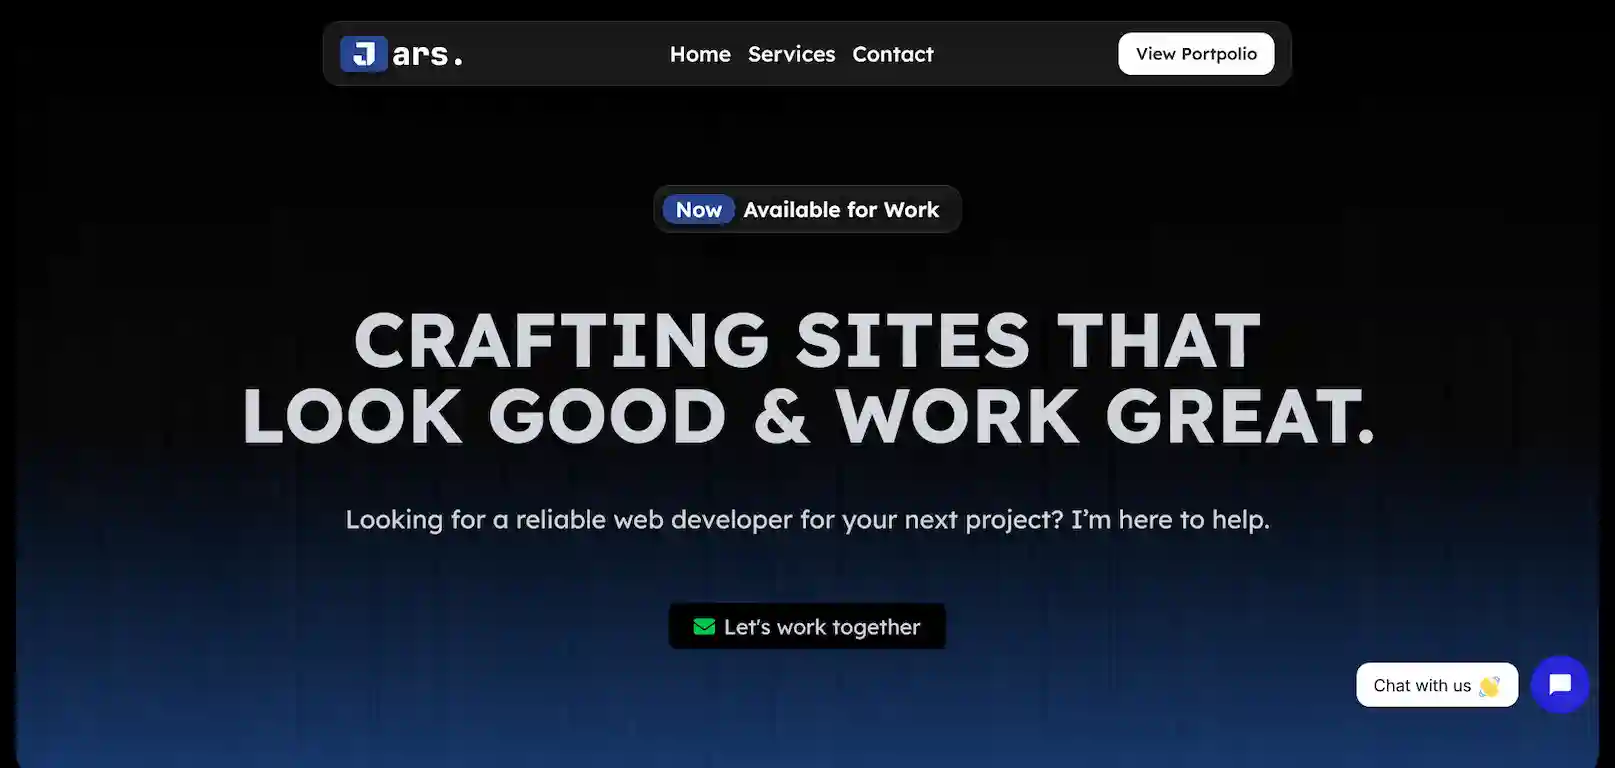 Jars.
Home Services Contact
View Portpolio
Now Available for Work
CRAFTING SITES THAT
LOOK GOOD & WORK GREAT.
Looking for a reliable web developer for your next project? I’m here to help.
Let's work together
Chat with us 👋